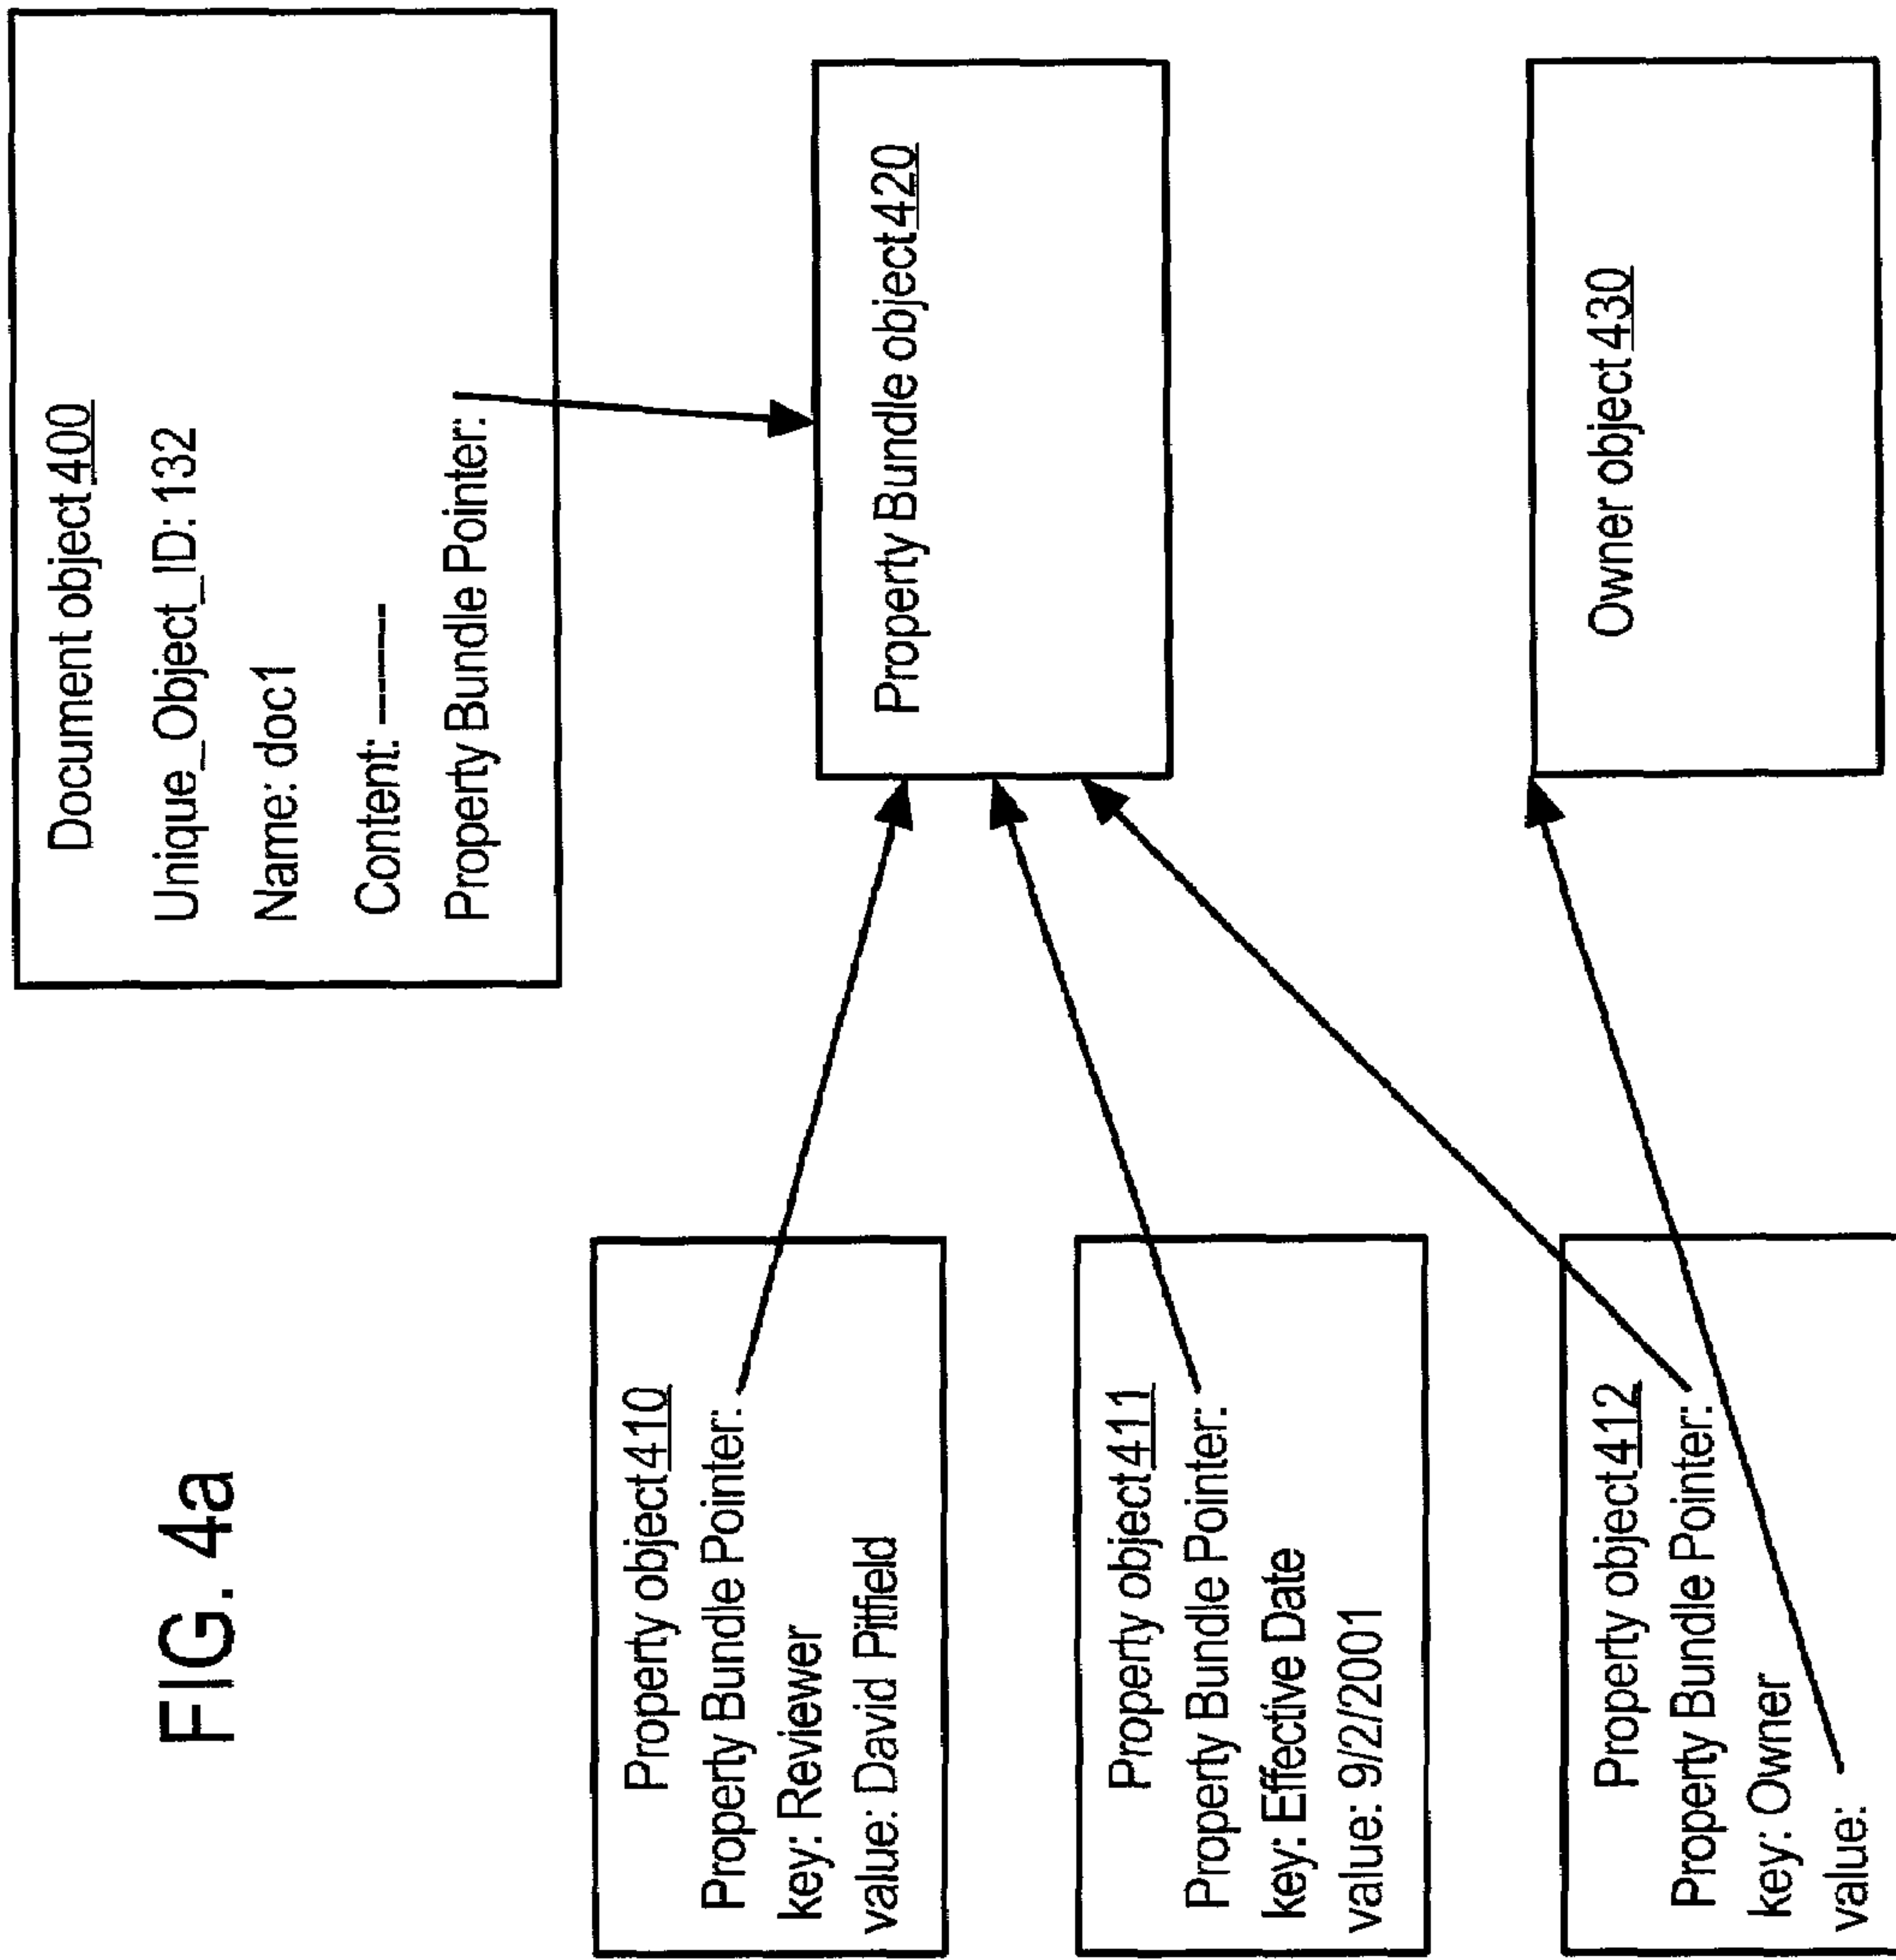 FIG. 4a
Document object 400
Unique_Object_ID: 132
Name: doc1
Content: ------
Property Bundle Pointer:
Property object 410
Property Bundle Pointer:
key: Reviewer
value: David Pitfield
Property Bundle object 420
Property object 411
Property Bundle Pointer:
key: Effective Date
value: 9/2/2001
Property object 412
Property Bundle Pointer:
key: Owner
value:
Owner object 430